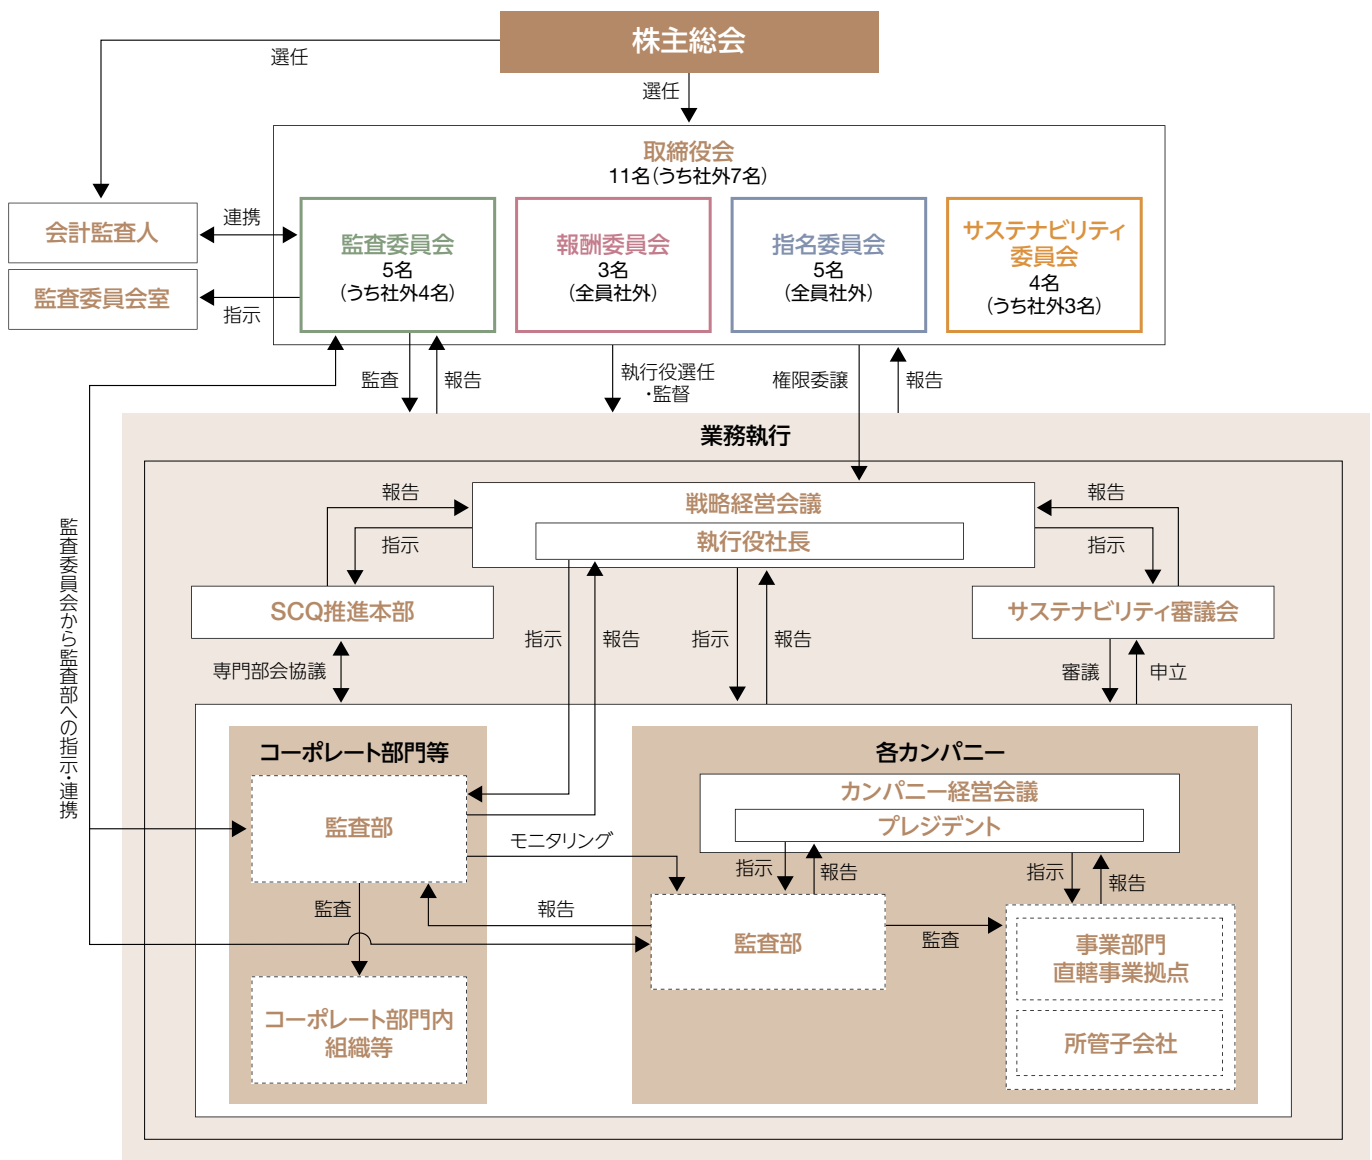 株主総会
選任
選任
取締役会
11名(うち社外7名)
会計監査人
連携
監査委員会
5名
(うち社外4名)
報酬委員会
3名
(全員社外)
指名委員会
5名
(全員社外)
サステナビリティ
委員会
4名
(うち社外3名)
監査委員会室
指示
監査
報告
執行役選任
・監督
権限委譲
報告
業務執行
報告
戦略経営会議
報告
指示
執行役社長
指示
監査委員会から監査部への指示・連携
SCQ推進本部
サステナビリティ審議会
指示
報告
指示
報告
専門部会協議
審議
申立
コーポレート部門等
各カンパニー
カンパニー経営会議
監査部
プレジデント
モニタリング
指示
報告
指示
報告
監査
報告
監査部
監査
事業部門
直轄事業拠点
コーポレート部門内
組織等
所管子会社